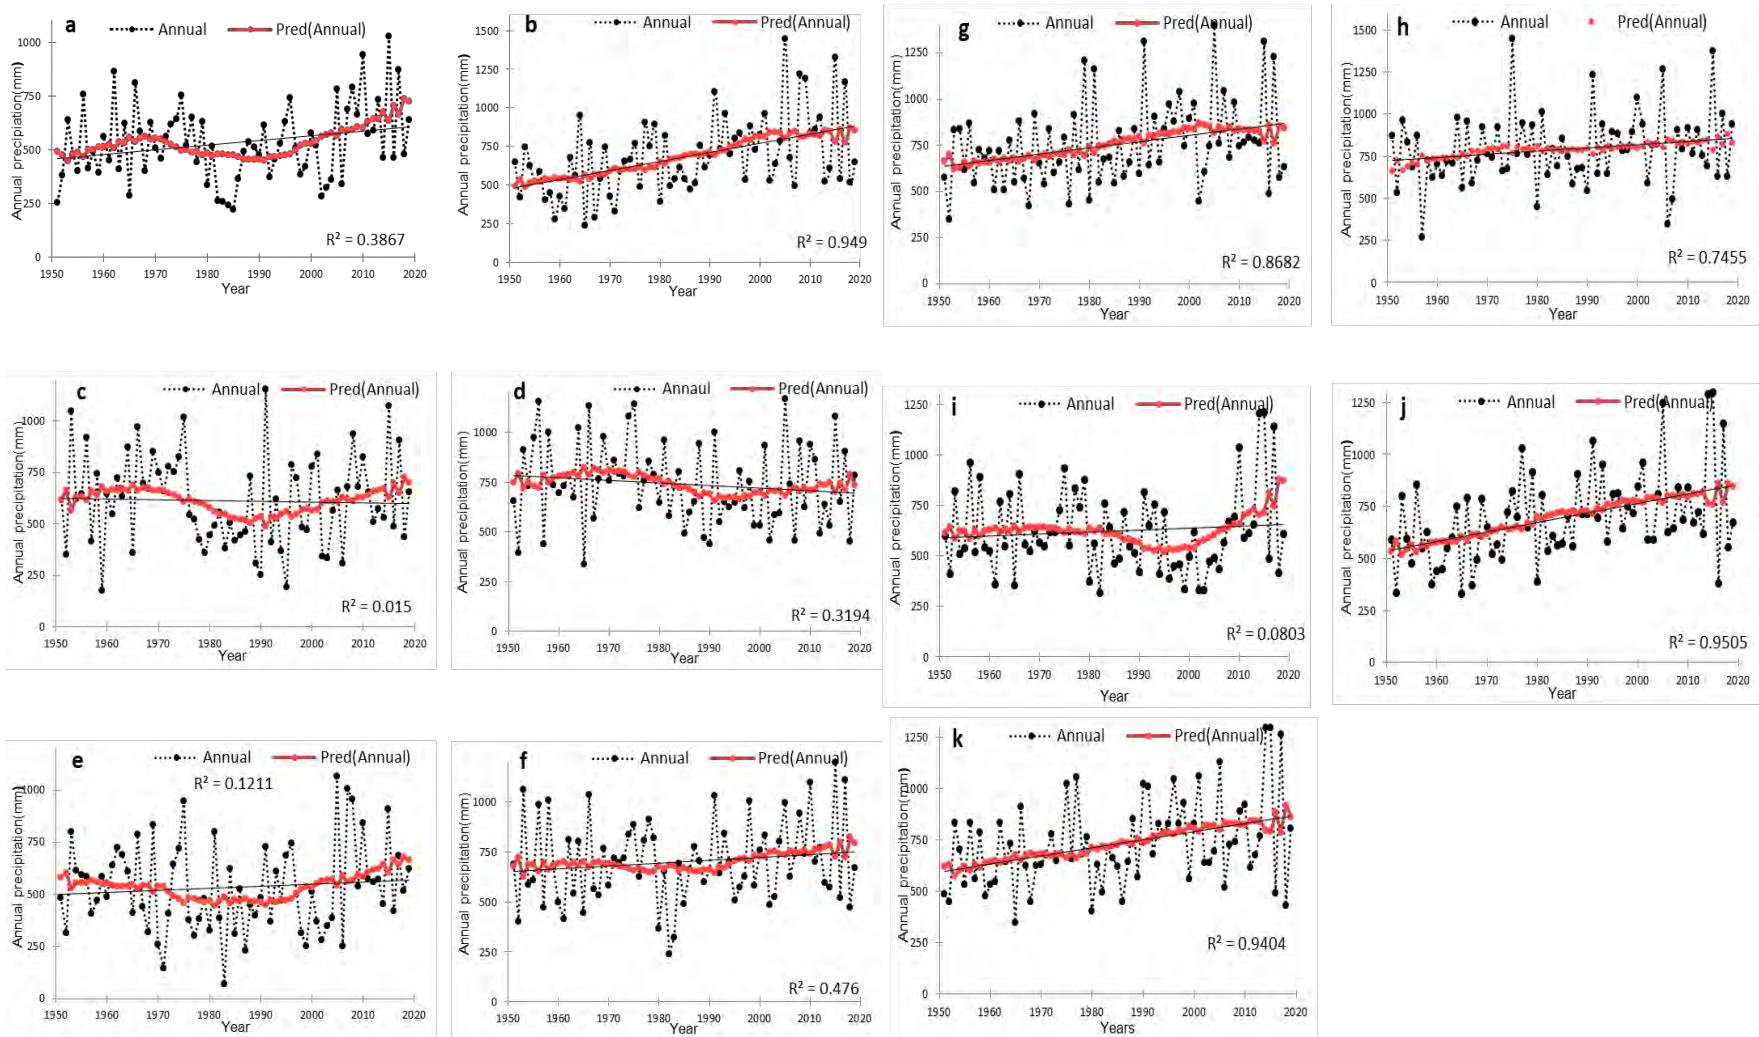 a
Annual
Pred(Annual)
Annual precipitation(mm)
1000
750
500
250
0
R² = 0.3867
1950 1960 1970 1980 1990 2000 2010 2020
Year
b
Annual
Pred(Annual)
Annual precipitation(mm)
1500
1250
1000
750
500
250
0
R² = 0.949
1950 1960 1970 1980 1990 2000 2010 2020
Year
g
Annual
Pred(Annual)
Annual precipitation(mm)
1250
1000
750
500
250
0
R² = 0.8682
1950 1960 1970 1980 1990 2000 2010 2020
Year
h
Annual
Pred(Annual)
Annual precipitation(mm)
1500
1250
1000
750
500
250
0
R² = 0.7455
1950 1960 1970 1980 1990 2000 2010 2020
Year
c
Annual
Pred(Annual)
Annual precipitation(mm)
1000
750
500
250
0
R² = 0.015
1950 1960 1970 1980 1990 2000 2010 2020
Year
d
Annaul
Pred(Annual)
Annual precipitation(mm)
1000
750
500
250
0
R² = 0.3194
1950 1960 1970 1980 1990 2000 2010 2020
Year
i
Annual
Pred(Annual)
Annual precipitation(mm)
1250
1000
750
500
250
0
R² = 0.0803
1950 1960 1970 1980 1990 2000 2010 2020
Year
j
Annual
Pred(Annual)
Annual precipitation(mm)
1250
1000
750
500
250
0
R² = 0.9505
1950 1960 1970 1980 1990 2000 2010 2020
Year
e
Annual
Pred(Annual)
R² = 0.1211
Annual precipitation(mm)
1000
750
500
250
0
1950 1960 1970 1980 1990 2000 2010 2020
Year
f
Annual
Pred(Annual)
Annual precipitation(mm)
1000
750
500
250
0
R² = 0.476
1950 1960 1970 1980 1990 2000 2010 2020
Year
k
Annual
Pred(Annual)
Annual precipitation(mm)
1250
1000
750
500
250
0
R² = 0.9404
1950 1960 1970 1980 1990 2000 2010 2020
Years